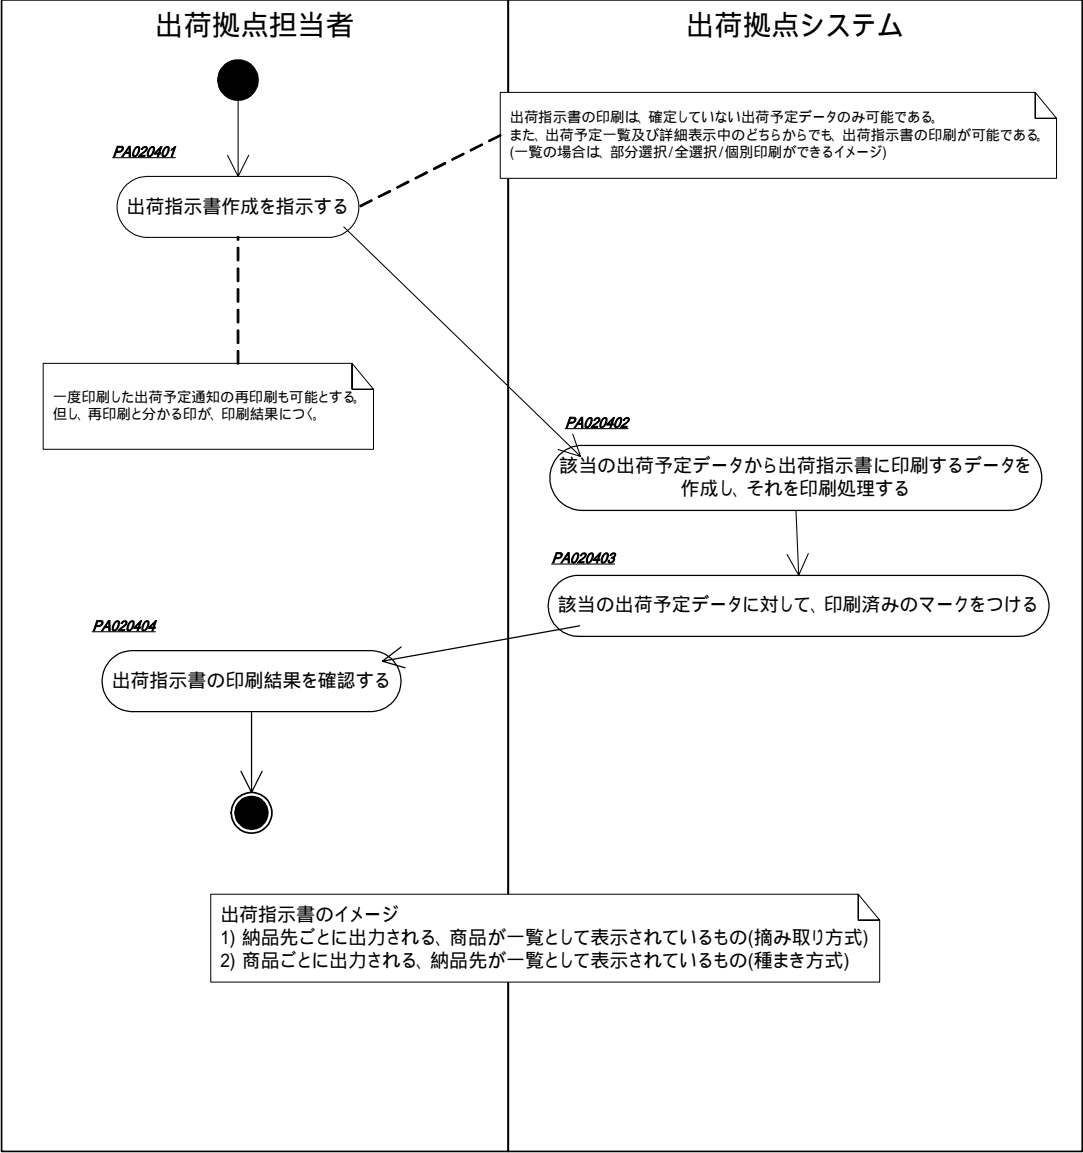 出荷拠点担当者
出荷拠点システム
出荷指示書の印刷は、確定していない出荷予定データのみ可能である。
また、出荷予定一覧及び詳細表示中のどちらからでも、出荷指示書の印刷が可能である。
(一覧の場合は、部分選択/全選択/個別印刷ができるイメージ)
PA020401
出荷指示書作成を指示する
一度印刷した出荷予定通知の再印刷も可能とする。
但し、再印刷と分かる印が、印刷結果につく。
PA020402
該当の出荷予定データから出荷指示書に印刷するデータを
作成し、それを印刷処理する
PA020403
該当の出荷予定データに対して、印刷済みのマークをつける
PA020404
出荷指示書の印刷結果を確認する
出荷指示書のイメージ
1) 納品先ごとに出力される、商品が一覧として表示されているもの(摘み取り方式)
2) 商品ごとに出力される、納品先が一覧として表示されているもの(種まき方式)